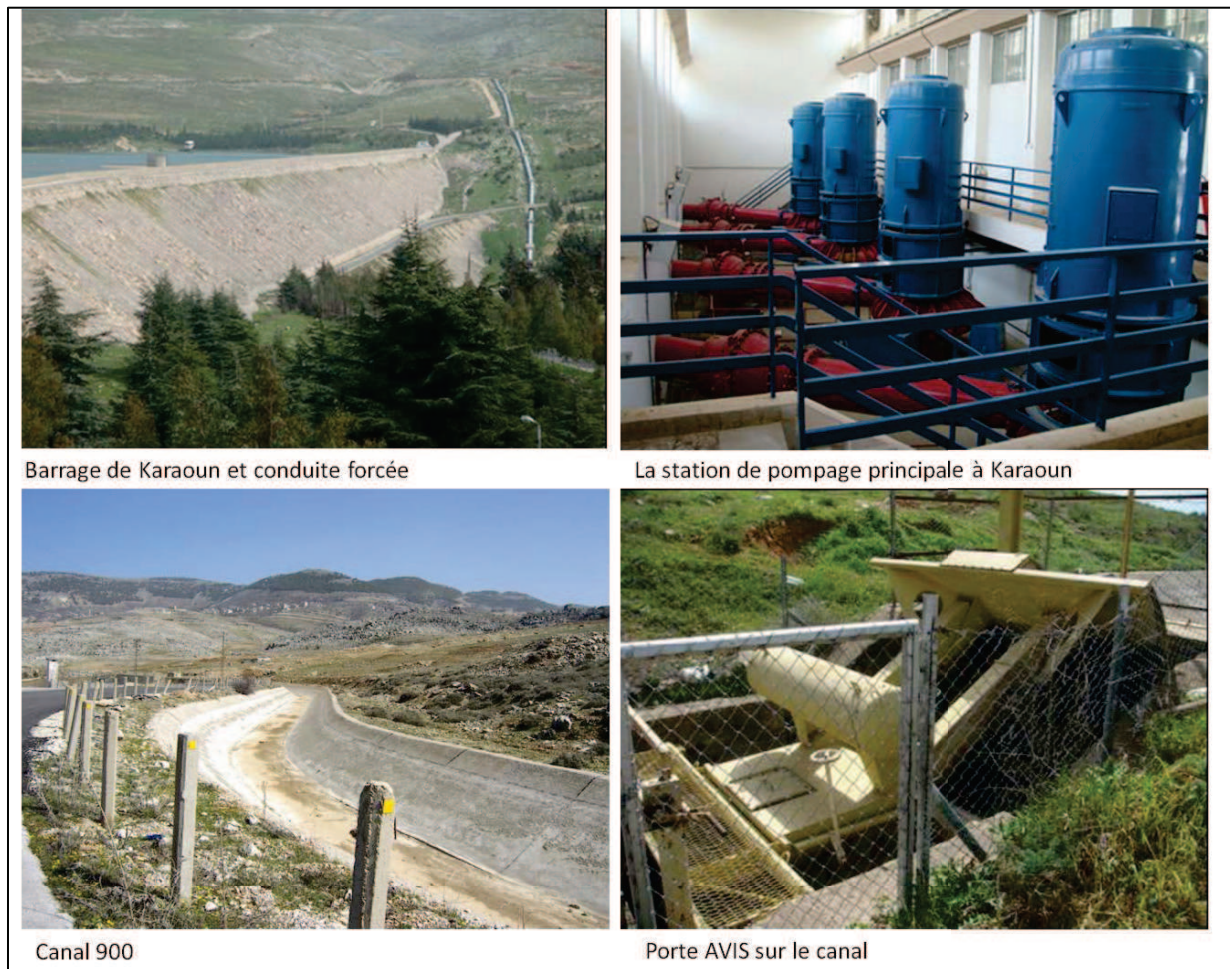 Barrage de Karaoun et conduite forcée
La station de pompage principale à Karaoun
Canal 900
Porte AVIS sur le canal